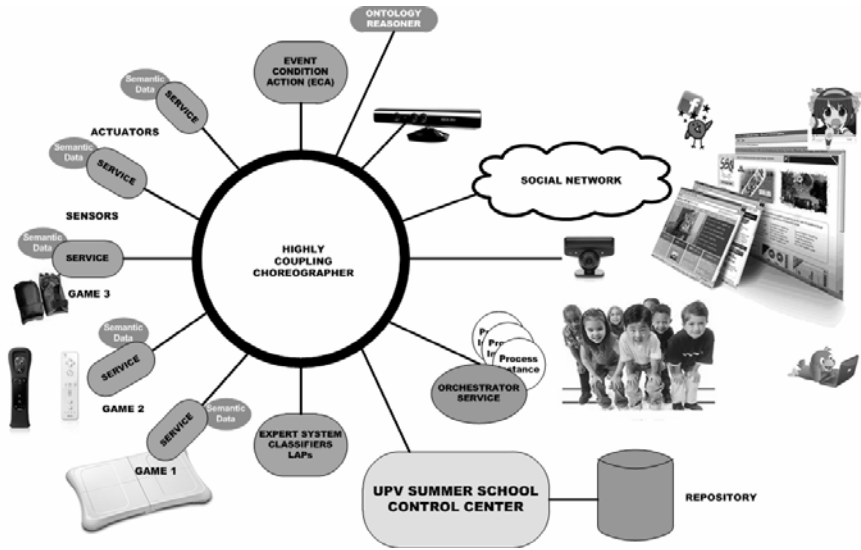 ONTOLOGY
REASONER
EVENT
CONDITION
ACTION (ECA)
Semantic
Data
SERVICE
ACTUATORS
Semantic
Data
SERVICE
SENSORS
SOCIAL NETWORK
Semantic
Data
SERVICE
GAME 3
HIGHLY
COUPLING
CHOREOGRAPHER
Semantic
Data
SERVICE
GAME 2
Process
Instance
ORCHESTRATOR
SERVICE
Semantic
Data
SERVICE
GAME 1
EXPERT SYSTEM
CLASSIFIERS
LAPs
UPV SUMMER SCHOOL
CONTROL CENTER
REPOSITORY